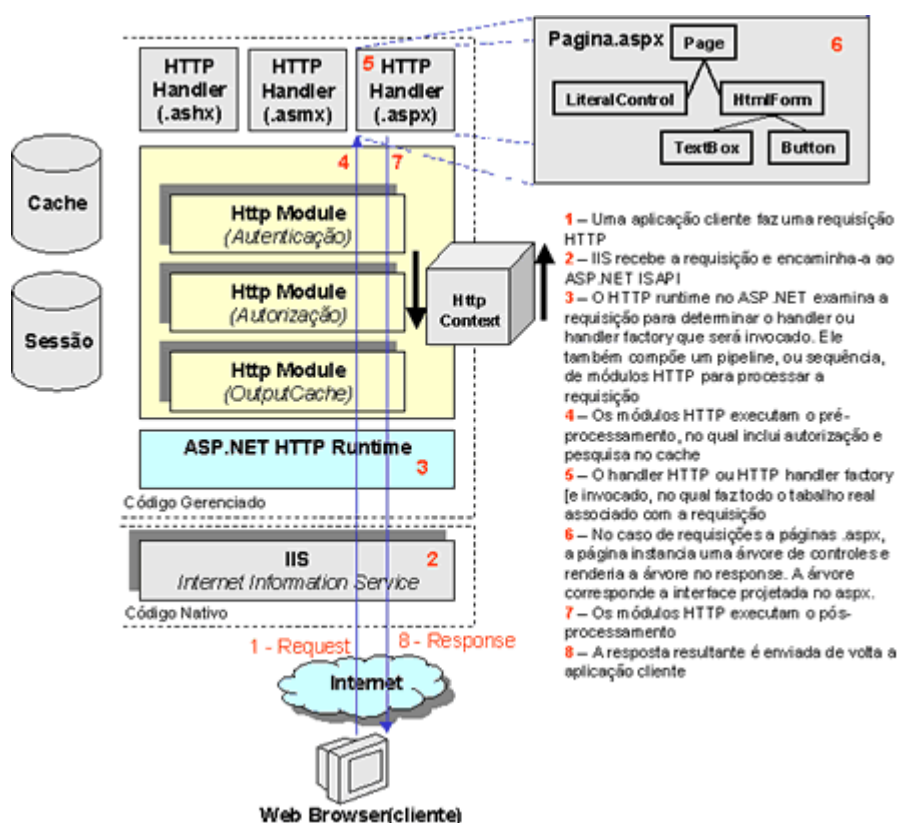 HTTP
Handler
(.ashx)
HTTP
Handler
(.asmx)
5
HTTP
Handler
(.aspx)
Pagina.aspx
Page
6
LiteralControl
HtmlForm
TextBox
Button
4
7
Cache
Sessão
Http Module
(Autenticação)
Http Module
(Autorização)
Http Module
(OutputCache)
Http
Context
ASP.NET HTTP Runtime
3
Código Gerenciado
IIS
2
Internet Information Service
Código Nativo
1 - Request
8 - Response
Internet
Web Browser(cliente)
1 – Uma aplicação cliente faz uma requisição
HTTP
2 – IIS recebe a requisição e encaminha-a ao
ASP.NET ISAPI
3 – O HTTP runtime no ASP.NET examina a
requisição para determinar o handler ou
handler factory que será invocado. Ele
também compõe um pipeline, ou sequência,
de módulos HTTP para processar a
requisição
4 – Os módulos HTTP executam o pré-
processamento, no qual inclui autorização e
pesquisa no cache
5 – O handler HTTP ou HTTP handler factory
[e invocado, no qual faz todo o tabalho real
associado com a requisição
6 – No caso de requisições a páginas .aspx,
a página instancia uma árvore de controles e
renderia a árvore no response. A árvore
corresponde a interface projetada no aspx.
7 – Os módulos HTTP executam o pós-
processamento
8 – A resposta resultante é enviada de volta a
aplicação cliente